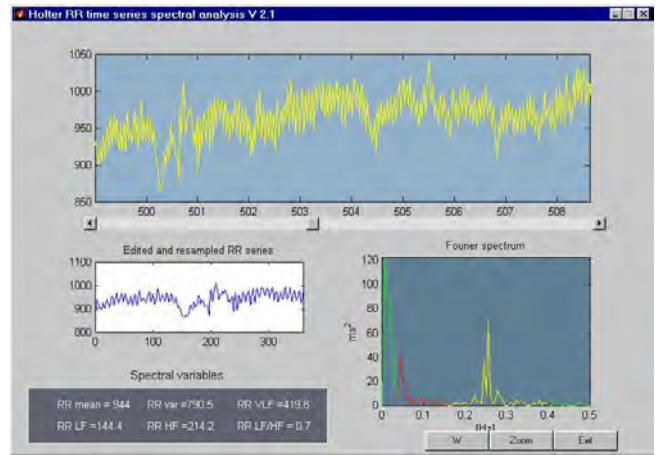 Holter RR time series spectral analysis V 2.1
1050
1000
950
900
850
500 501 502 503 504 505 506 507 508
Edited and resampled RR series
1100
1000
900
800
0 100 200 300
Fourier spectrum
120
100
80
60
40
20
0
ms²
0 0.1 0.2 0.3 0.4 0.5
[Hz]
Spectral variables
RR mean = 944 RR var =790.5 RR VLF =419.8
RR LF =144.4 RR HF =214.2 RR LF/HF = 0.7
W Zoom Exit